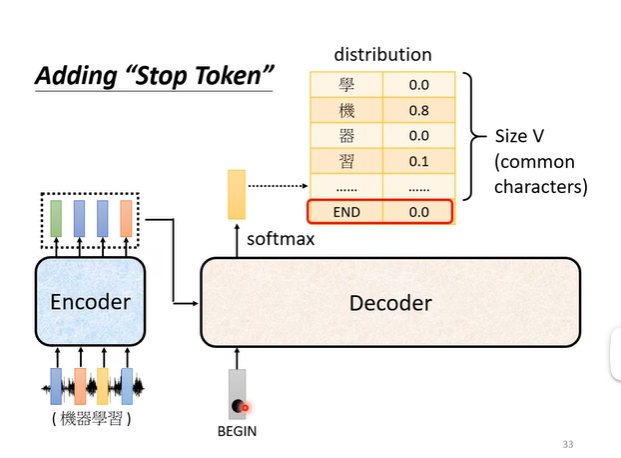 Adding “Stop Token”
distribution
學 0.0
機 0.8
器 0.0
習 0.1
...... ......
END 0.0
Size V
(common
characters)
softmax
Encoder
Decoder
(機器學習)
BEGIN
33